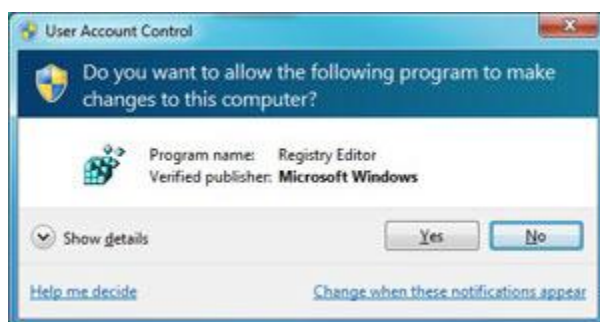 User Account Control
Do you want to allow the following program to make
changes to this computer?
Program name: Registry Editor
Verified publisher: Microsoft Windows
Show details
Yes
No
Help me decide
Change when these notifications appear